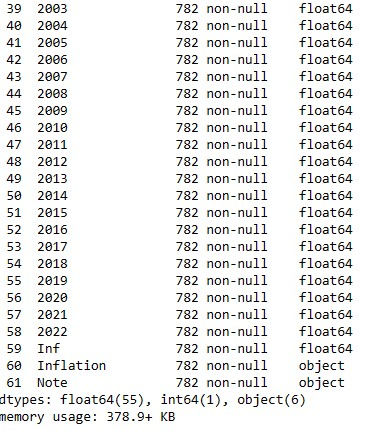 39 2003 782 non-null float64
40 2004 782 non-null float64
41 2005 782 non-null float64
42 2006 782 non-null float64
43 2007 782 non-null float64
44 2008 782 non-null float64
45 2009 782 non-null float64
46 2010 782 non-null float64
47 2011 782 non-null float64
48 2012 782 non-null float64
49 2013 782 non-null float64
50 2014 782 non-null float64
51 2015 782 non-null float64
52 2016 782 non-null float64
53 2017 782 non-null float64
54 2018 782 non-null float64
55 2019 782 non-null float64
56 2020 782 non-null float64
57 2021 782 non-null float64
58 2022 782 non-null float64
59 Inf 782 non-null float64
60 Inflation 782 non-null object
61 Note 782 non-null object
dtypes: float64(55), int64(1), object(6)
memory usage: 378.9+ KB